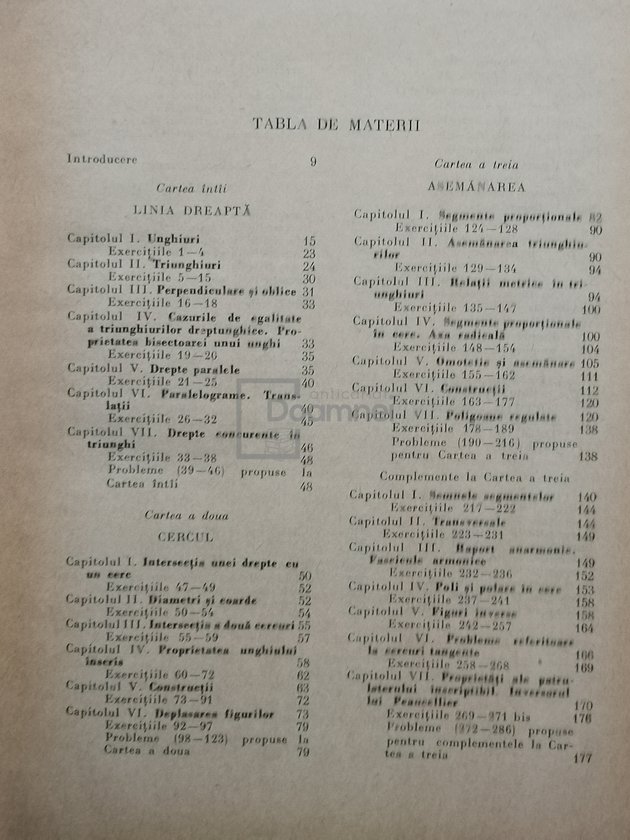 TABLA DE MATERII
Introducere 9
Cartea întîi
LINIA DREAPTĂ
Capitolul I. Unghiuri 15
Exercițiile 1—4 23
Capitolul II. Triunghiuri 24
Exercițiile 5—15 30
Capitolul III. Perpendiculare și oblice 31
Exercițiile 16—18 33
Capitolul IV. Cazurile de egalitate
a triunghiurilor dreptunghice. Pro-
prietatea bisectoarei unui unghi 33
Exercițiile 19—20 35
Capitolul V. Drepte paralele 35
Exercițiile 21—25 40
Capitolul VI. Paralelograme. Trans-
lații 40
Exercițiile 26—32 45
Capitolul VII. Drepte concurente în
triunghi 46
Exercițiile 33—38 48
Probleme (39—46) propuse la
Cartea întîi 48
Cartea a doua
CERCUL
Capitolul I. Intersecția unei drepte cu
un cerc 50
Exercițiile 47—49 52
Capitolul II. Diametri și coarde 52
Exercițiile 50—54 54
Capitolul III. Intersecția a două cercuri 55
Exercițiile 55—59 57
Capitolul IV. Proprietatea unghiului
înscris 58
Exercițiile 60—72 62
Capitolul V. Construcții 63
Exercițiile 73—91 72
Capitolul VI. Deplasarea figurilor 73
Exercițiile 92—97 79
Probleme (98—123) propuse la
Cartea a doua 79
Cartea a treia
ASEMĂNAREA
Capitolul I. Segmente proporționale 82
Exercițiile 124—128 90
Capitolul II. Asemănarea triunghiu-
rilor 90
Exercițiile 129—134 94
Capitolul III. Relații metrice în tri-
unghiuri 94
Exercițiile 135—147 100
Capitolul IV. Segmente proporționale
în cerc. Axa radicală 100
Exercițiile 148—154 104
Capitolul V. Omotetie și asemănare 105
Exercițiile 155—162 111
Capitolul VI. Construcții 112
Exercițiile 163—177 120
Capitolul VII. Poligoane regulate 120
Exercițiile 178—189 138
Probleme (190—216) propuse
pentru Cartea a treia 138
Complemente la Cartea a treia
Capitolul I. Semnele segmentelor 140
Exercițiile 217—222 144
Capitolul II. Transversale 144
Exercițiile 223—231 149
Capitolul III. Raport anarmonic.
Fascicule armonice 149
Exercițiile 232—236 152
Capitolul IV. Poli și polare în cerc 153
Exercițiile 237—241 158
Capitolul V. Figuri inverse 158
Exercițiile 242—257 164
Capitolul VI. Probleme referitoare
la cercuri tangente 166
Exercițiile 258—268 169
Capitolul VII. Proprietăți ale patru-
laterului inscriptibil. Inversorul
lui Peaucellier 170
Exercițiile 269—271 bis 176
Probleme (272—286) propuse
pentru complementele la Car-
tea a treia 177